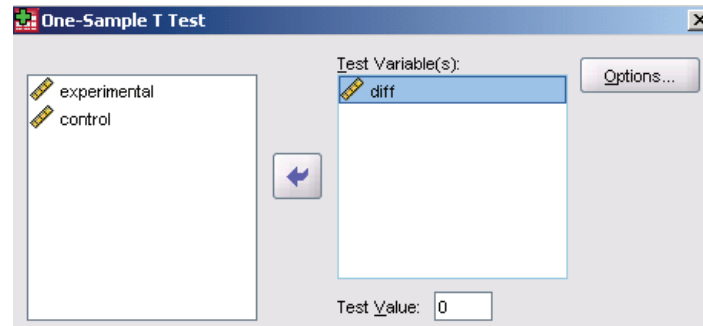 One-Sample T Test
experimental
control
Test Variable(s):
diff
Options...
Test Value: 0